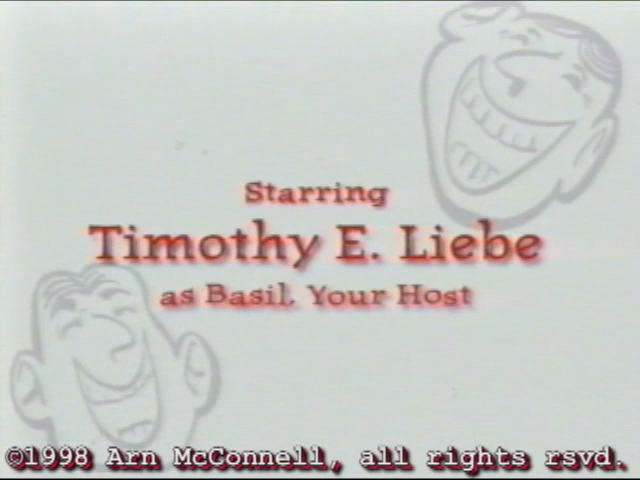 Starring
Timothy E. Liebe
as Basil, Your Host
©1998 Arn McConnell, all rights rsvd.